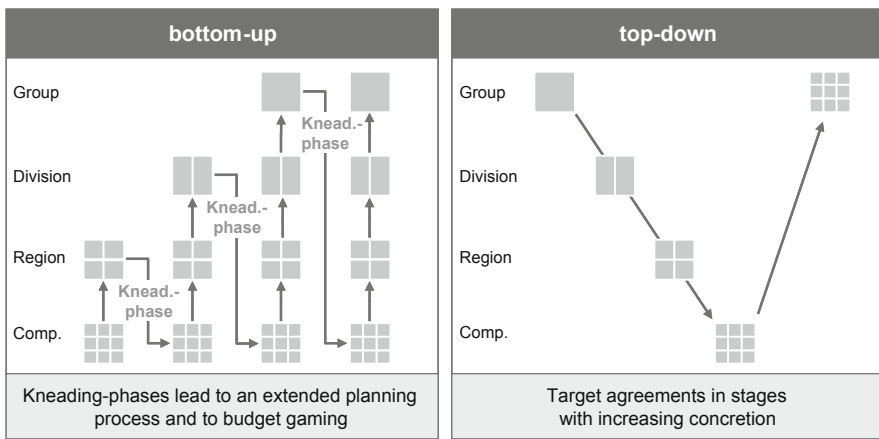 bottom-up
Group
Knead.-
phase
Division
Knead.-
phase
Region
Knead.-
phase
Comp.
Kneading-phases lead to an extended planning
process and to budget gaming
top-down
Group
Division
Region
Comp.
Target agreements in stages
with increasing concretion